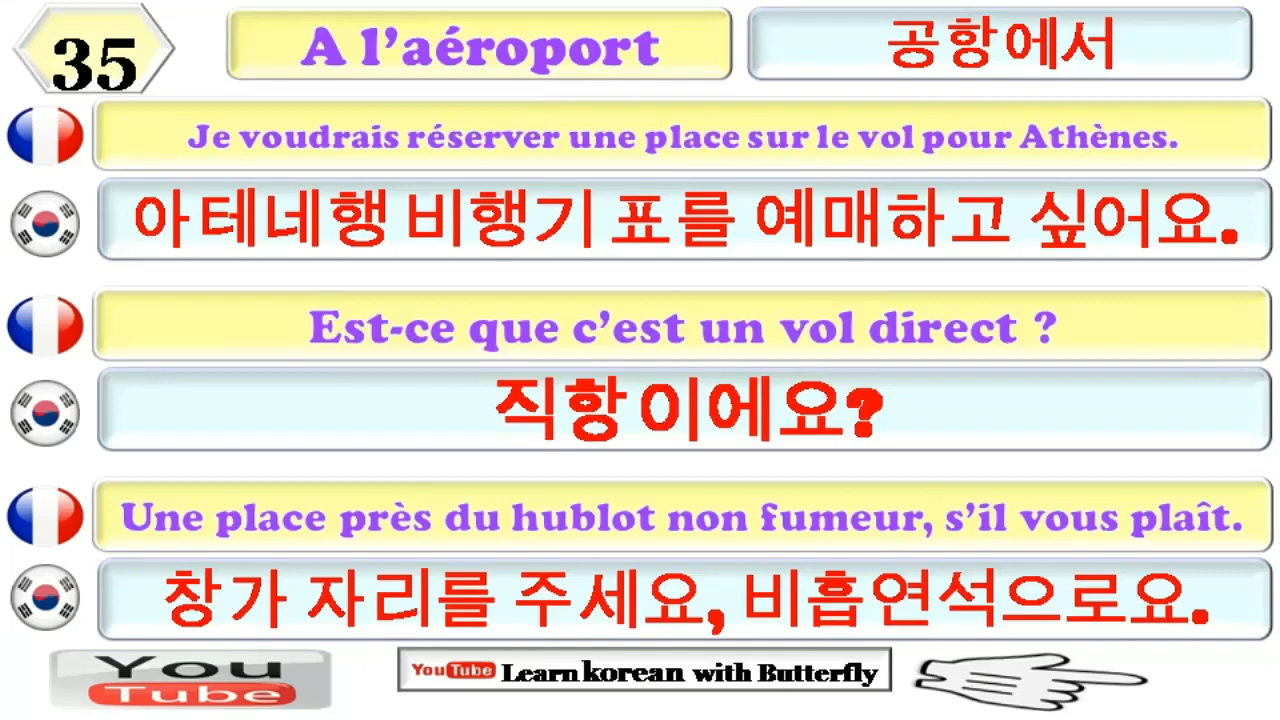 35
A l’aéroport
공항에서
Je voudrais réserver une place sur le vol pour Athènes.
아테네행 비행기 표를 예매하고 싶어요.
Est-ce que c’est un vol direct ?
직항이에요?
Une place près du hublot non fumeur, s’il vous plaît.
창가 자리를 주세요, 비흡연석으로요.
You Tube
YouTube Learn korean with Butterfly